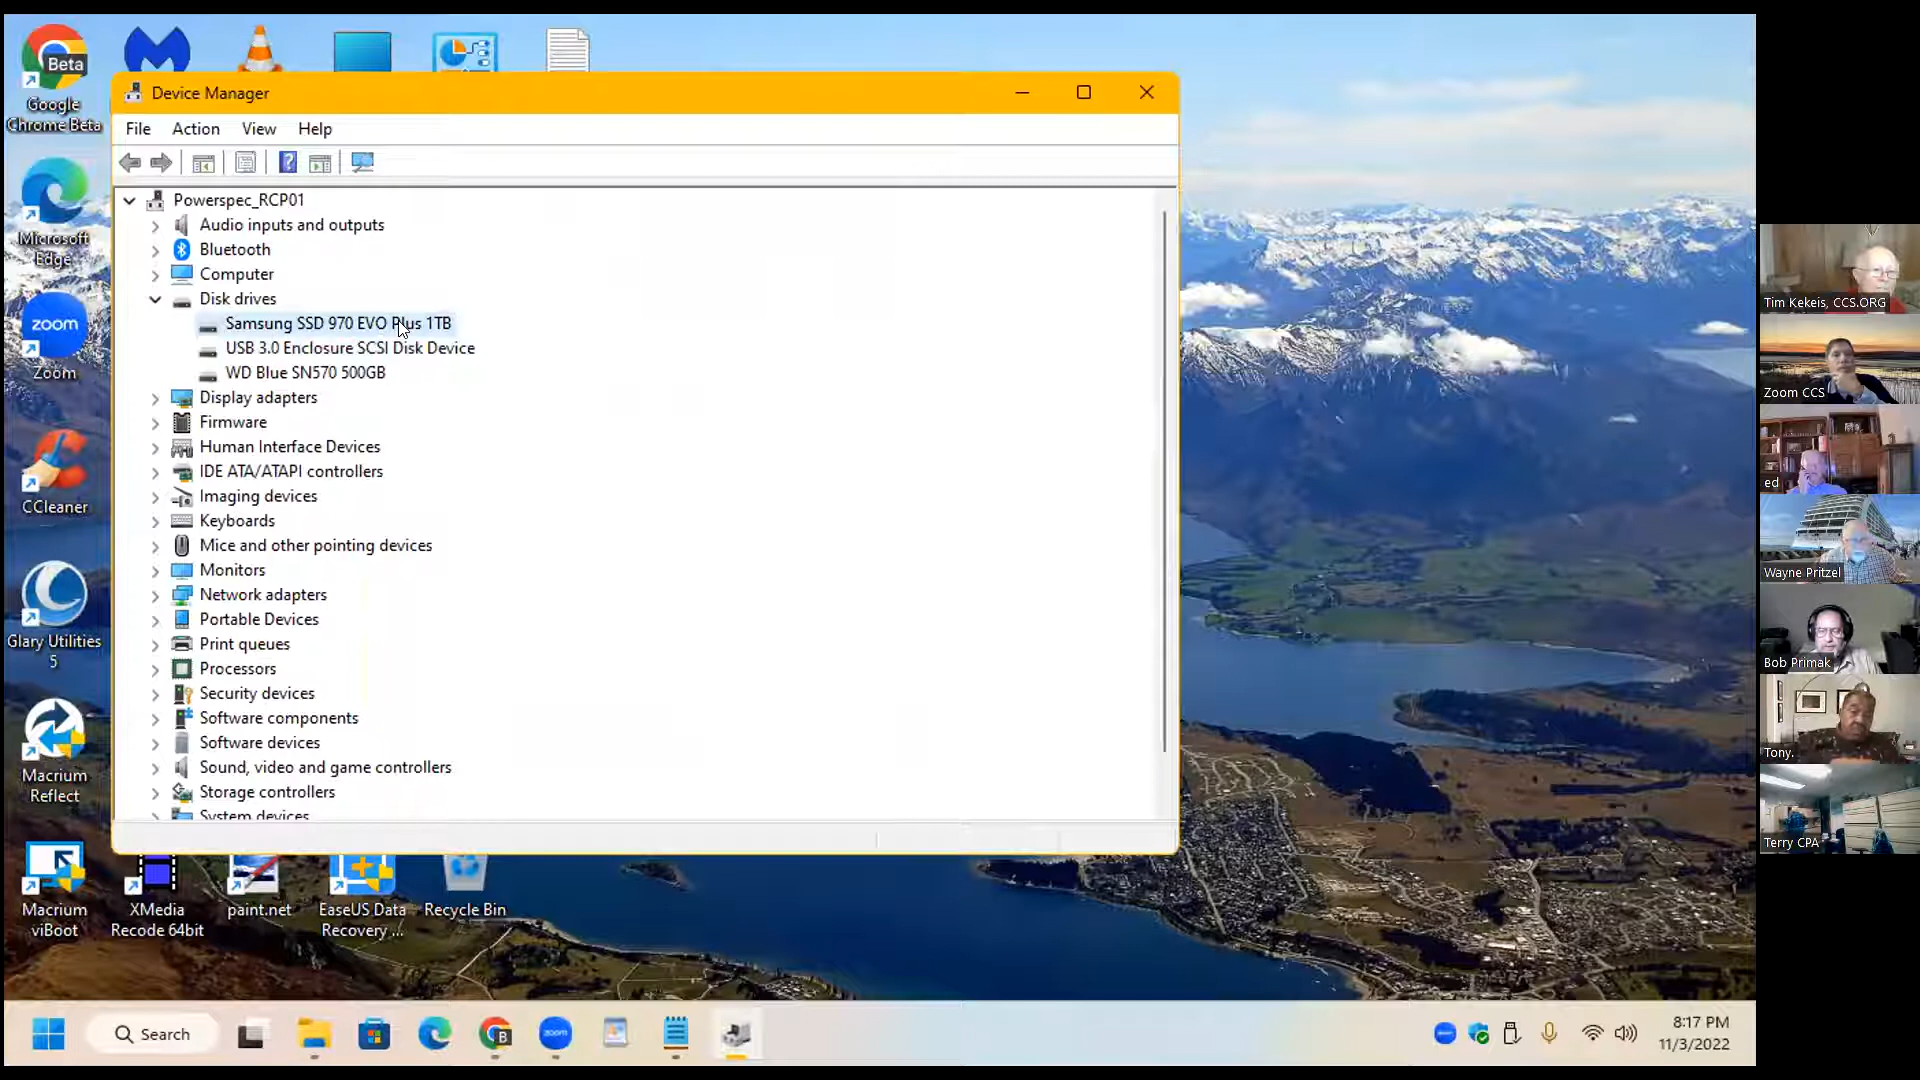 Beta
Google
Chrome Beta
Microsoft
Edge
zoom
Zoom
CCleaner
Glary Utilities
5
Macrium
Reflect
Macrium
viBoot
XMedia
Recode 64bit
paint.net
EaseUS Data
Recovery ...
Recycle Bin
Device Manager
File Action View Help
Powerspec_RCP01
Audio inputs and outputs
Bluetooth
Computer
Disk drives
Samsung SSD 970 EVO Plus 1TB
USB 3.0 Enclosure SCSI Disk Device
WD Blue SN570 500GB
Display adapters
Firmware
Human Interface Devices
IDE ATA/ATAPI controllers
Imaging devices
Keyboards
Mice and other pointing devices
Monitors
Network adapters
Portable Devices
Print queues
Processors
Security devices
Software components
Software devices
Sound, video and game controllers
Storage controllers
System devices
Search
zoom
B
8:17 PM
11/3/2022
Tim Kekeis, CCS.ORG
Zoom CCS
ed
Wayne Pritzel
Bob Primak
Tony.
Terry CPA